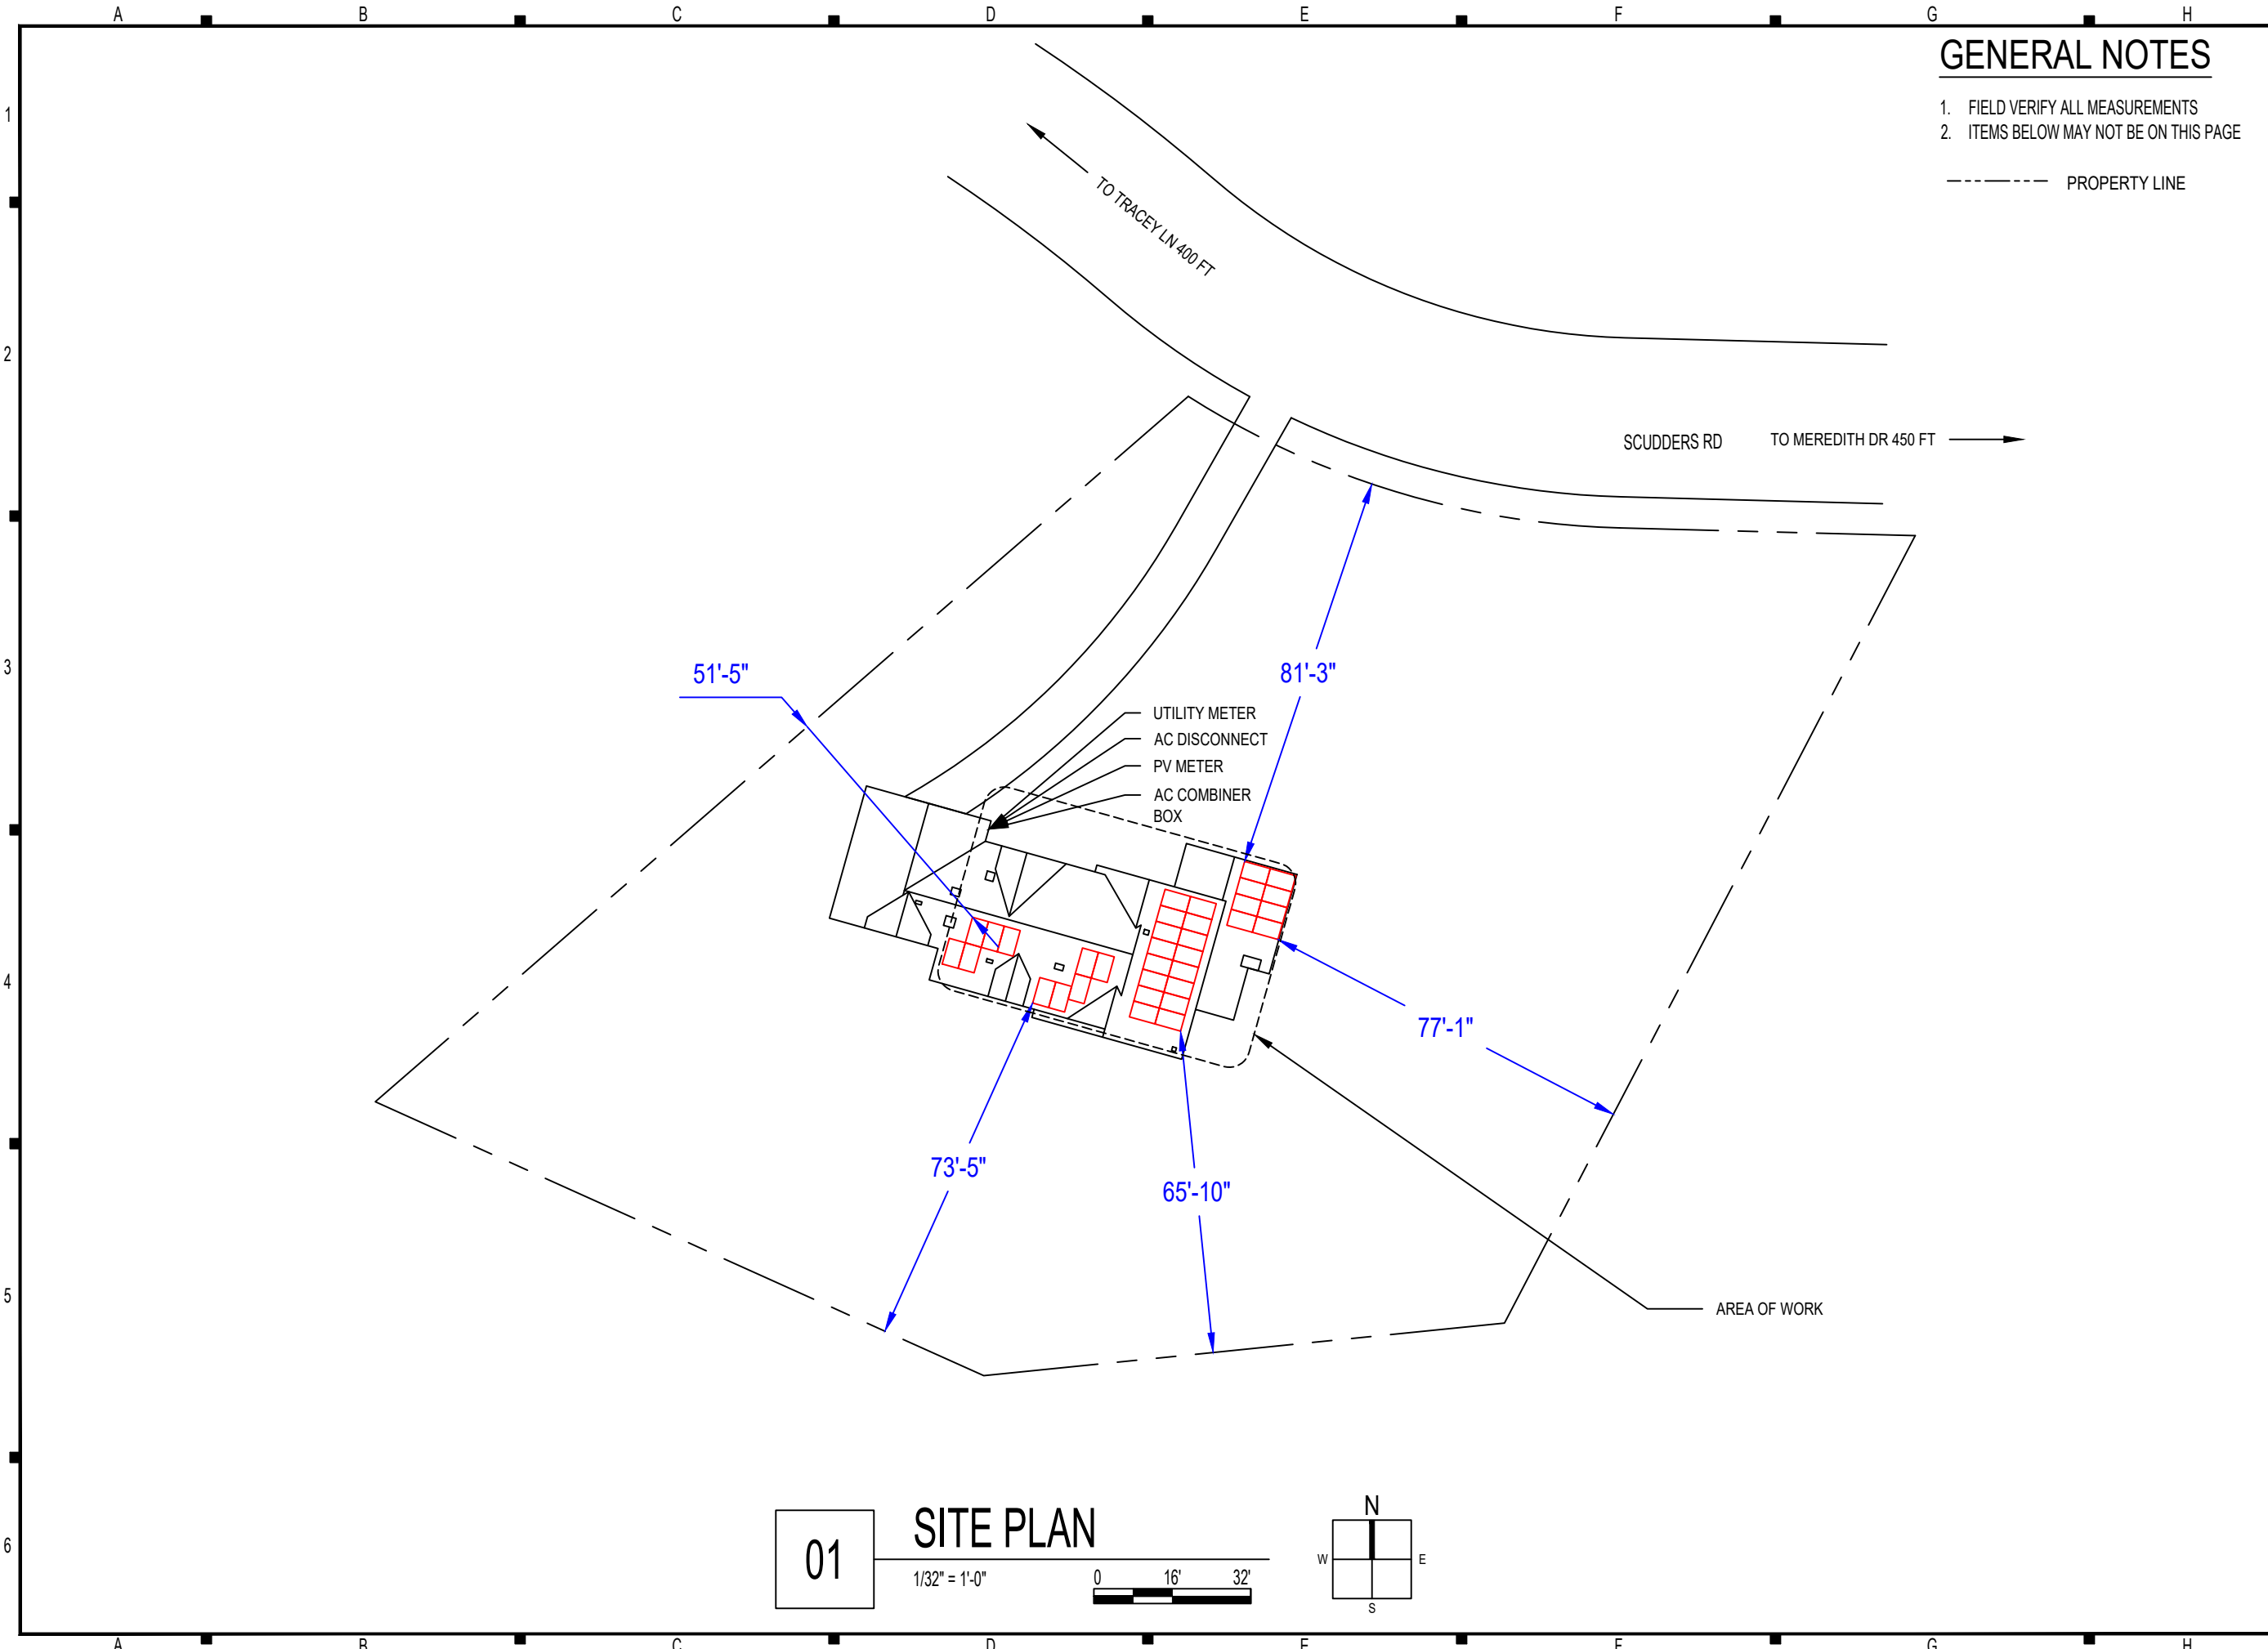 A B C D E F G H
GENERAL NOTES
1. FIELD VERIFY ALL MEASUREMENTS
2. ITEMS BELOW MAY NOT BE ON THIS PAGE
PROPERTY LINE
1
TO TRACEY LN 400 FT
2
SCUDDERS RD
TO MEREDITH DR 450 FT
3
51'-5"
81'-3"
UTILITY METER
AC DISCONNECT
PV METER
AC COMBINER
BOX
4
77'-1"
73'-5"
65'-10"
5
AREA OF WORK
6
01
SITE PLAN
1/32" = 1'-0"
0 16' 32'
N
W E
S
A B C D E F G H